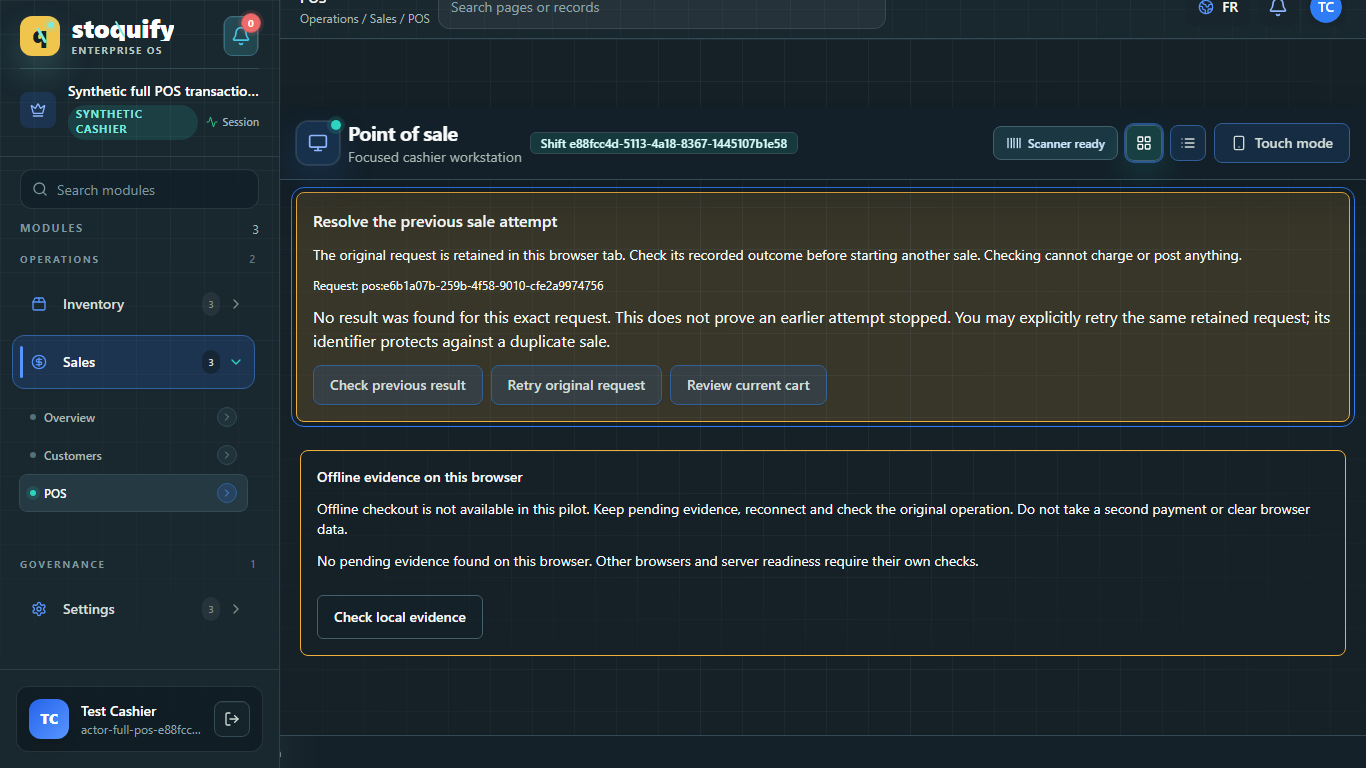 stoquify
ENTERPRISE OS
0
Synthetic full POS transactio...
SYNTHETIC
CASHIER
Session
Search modules
MODULES
3
OPERATIONS
2
Inventory
3
Sales
3
Overview
Customers
POS
GOVERNANCE
1
Settings
3
TC
Test Cashier
actor-full-pos-e88fcc...
Operations / Sales / POS
Search pages or records
FR
TC
Point of sale
Focused cashier workstation
Shift e88fcc4d-5113-4a18-8367-1445107b1e58
Scanner ready
Touch mode
Resolve the previous sale attempt
The original request is retained in this browser tab. Check its recorded outcome before starting another sale. Checking cannot charge or post anything.
Request: pos:e6b1a07b-259b-4f58-9010-cfe2a9974756
No result was found for this exact request. This does not prove an earlier attempt stopped. You may explicitly retry the same retained request; its
identifier protects against a duplicate sale.
Check previous result
Retry original request
Review current cart
Offline evidence on this browser
Offline checkout is not available in this pilot. Keep pending evidence, reconnect and check the original operation. Do not take a second payment or clear browser
data.
No pending evidence found on this browser. Other browsers and server readiness require their own checks.
Check local evidence